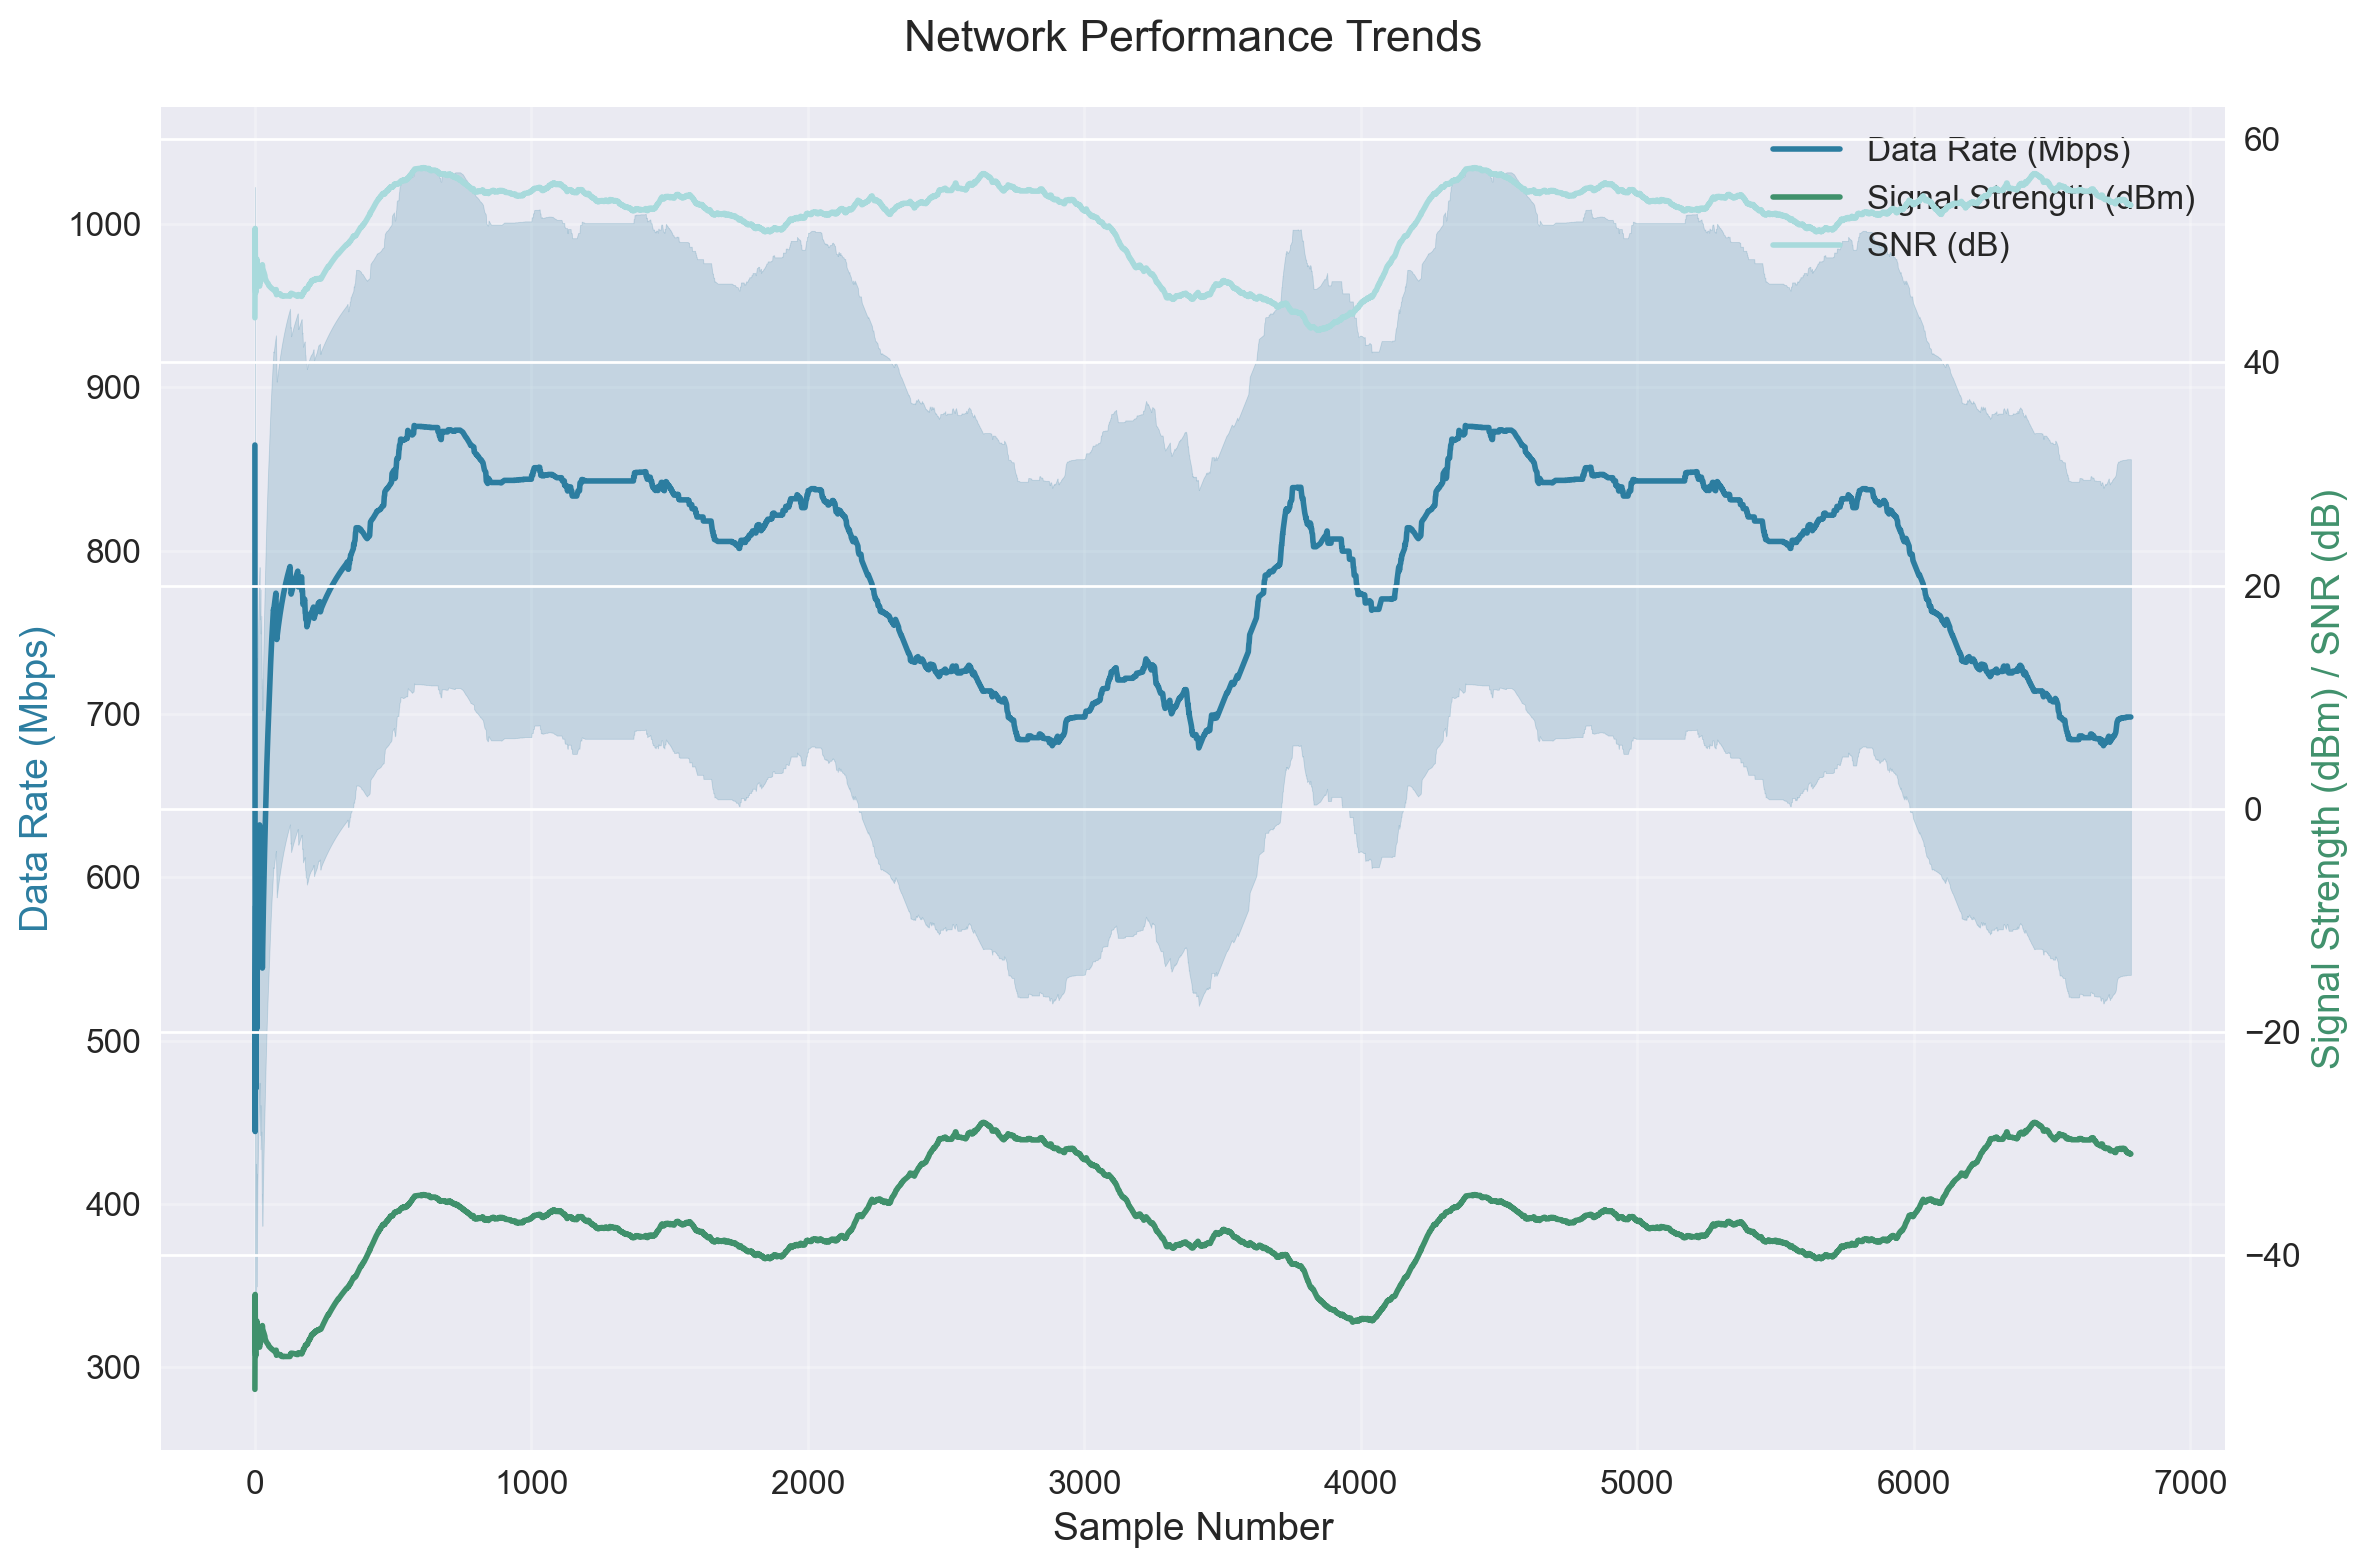 Network Performance Trends
Data Rate (Mbps)
Signal Strength (dBm)
SNR (dB)
1000
900
800
700
600
500
400
300
Data Rate (Mbps)
60
40
20
0
−20
−40
Signal Strength (dBm) / SNR (dB)
0 1000 2000 3000 4000 5000 6000 7000
Sample Number